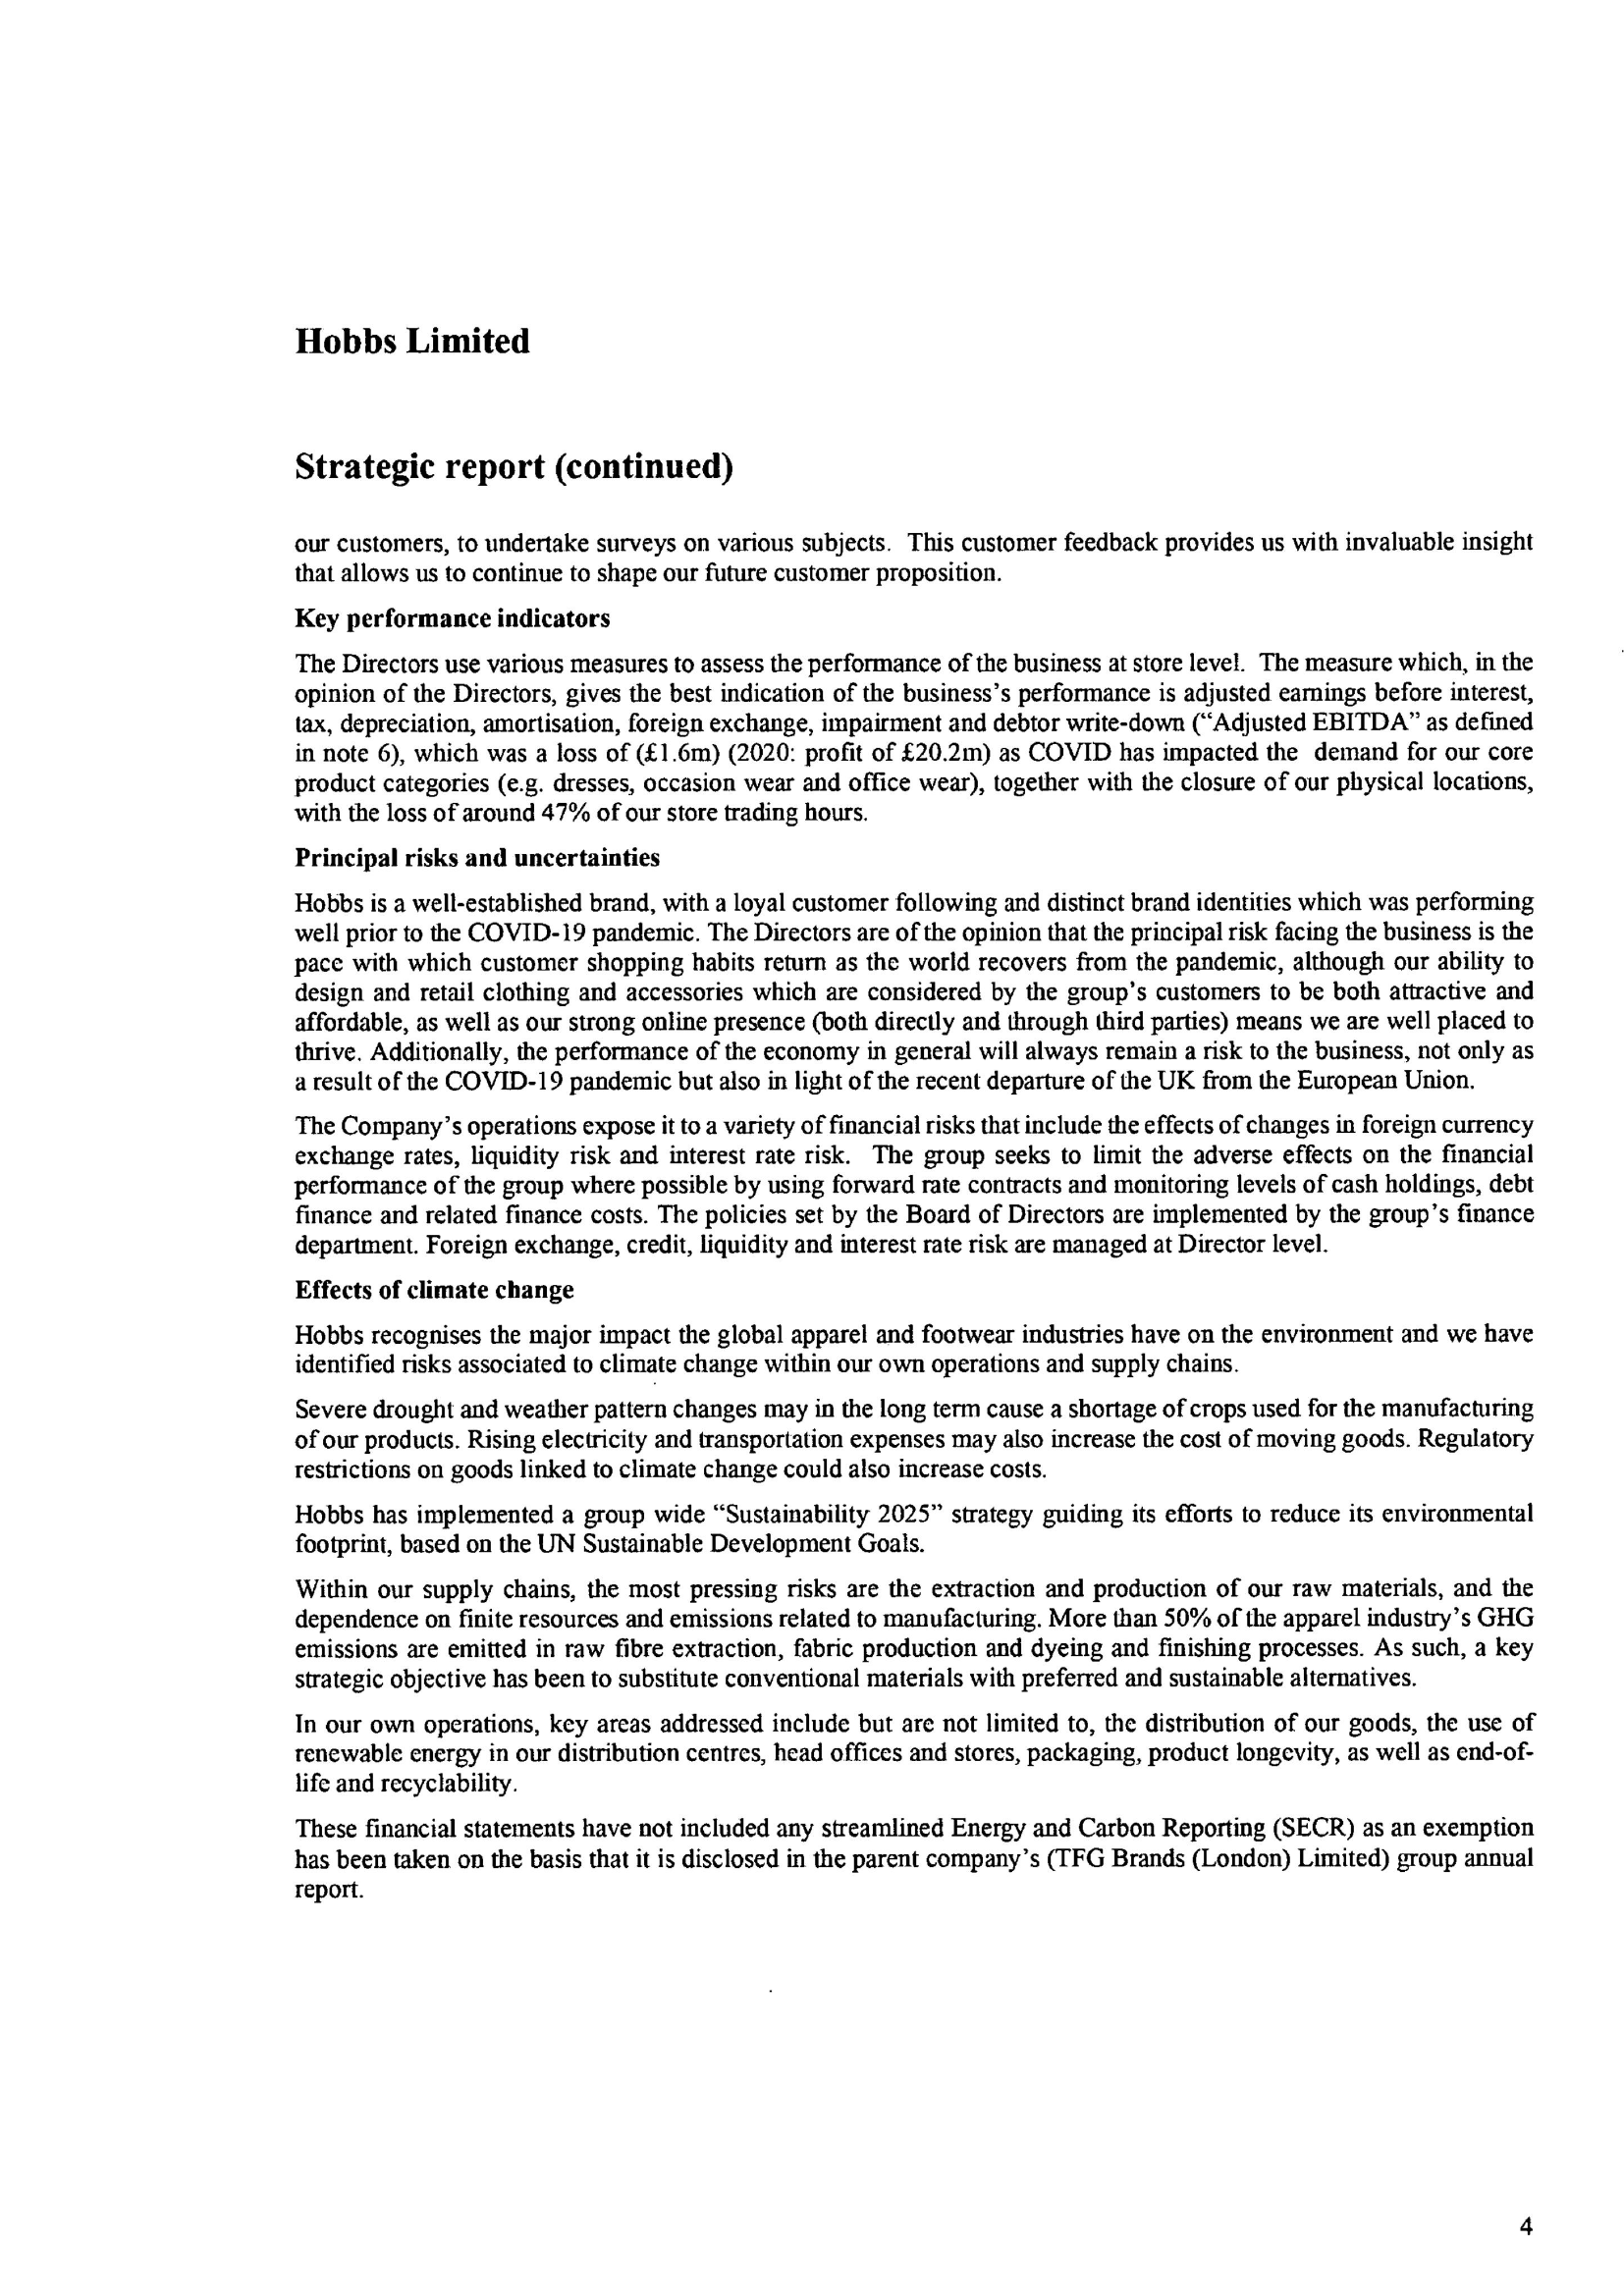 Hobbs Limited
Strategic report (continued)
our customers, to undertake surveys on various subjects. This customer feedback provides us with invaluable insight
that allows us to continue to shape our future customer proposition.
Key performance indicators
The Directors use various measures to assess the performance of the business at store level. The measure which, in the
opinion of the Directors, gives the best indication of the business's performance is adjusted earnings before interest,
tax, depreciation, amortisation, foreign exchange, impairment and debtor write-down ("Adjusted EBITDA" as defined
in note 6), which was a loss of (£1.6m) (2020: profit of £20.2m) as COVID has impacted the demand for our core
product categories (e.g. dresses, occasion wear and office wear), together with the closure of our physical locations,
with the loss of around 47% of our store trading hours.
Principal risks and uncertainties
Hobbs is a well-established brand, with a loyal customer following and distinct brand identities which was performing
well prior to the COVID-19 pandemic. The Directors are of the opinion that the principal risk facing the business is the
pace with which customer shopping habits return as the world recovers from the pandemic, although our ability to
design and retail clothing and accessories which are considered by the group's customers to be both attractive and
affordable, as well as our strong online presence (both directly and through third parties) means we are well placed to
thrive. Additionally, the performance of the economy in general will always remain a risk to the business, not only as
a result of the COVID-19 pandemic but also in light of the recent departure of the UK from the European Union.
The Company's operations expose it to a variety of financial risks that include the effects of changes in foreign currency
exchange rates, liquidity risk and interest rate risk. The group seeks to limit the adverse effects on the financial
performance of the group where possible by using forward rate contracts and monitoring levels of cash holdings, debt
finance and related finance costs. The policies set by the Board of Directors are implemented by the group's finance
department. Foreign exchange, credit, liquidity and interest rate risk are managed at Director level.
Effects of climate change
Hobbs recognises the major impact the global apparel and footwear industries have on the environment and we have
identified risks associated to climate change within our own operations and supply chains.
Severe drought and weather pattern changes may in the long term cause a shortage of crops used for the manufacturing
of our products. Rising electricity and transportation expenses may also increase the cost of moving goods. Regulatory
restrictions on goods linked to climate change could also increase costs.
Hobbs has implemented a group wide "Sustainability 2025" strategy guiding its efforts to reduce its environmental
footprint, based on the UN Sustainable Development Goals.
Within our supply chains, the most pressing risks are the extraction and production of our raw materials, and the
dependence on finite resources and emissions related to manufacturing. More than 50% of the apparel industry's GHG
emissions are emitted in raw fibre extraction, fabric production and dyeing and finishing processes. As such, a key
strategic objective has been to substitute conventional materials with preferred and sustainable alternatives.
In our own operations, key areas addressed include but are not limited to, the distribution of our goods, the use of
renewable energy in our distribution centres, head offices and stores, packaging, product longevity, as well as end-of-
life and recyclability.
These financial statements have not included any streamlined Energy and Carbon Reporting (SECR) as an exemption
has been taken on the basis that it is disclosed in the parent company's (TFG Brands (London) Limited) group annual
report.
4